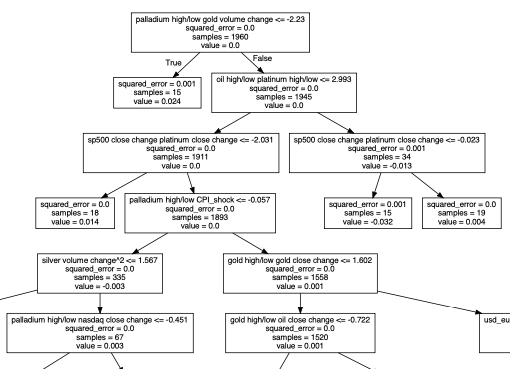 palladium high/low gold volume change <= -2.23
squared_error = 0.0
samples = 1960
value = 0.0
True
False
squared_error = 0.001
samples = 15
value = 0.024
oil high/low platinum high/low <= 2.993
squared_error = 0.0
samples = 1945
value = 0.0
sp500 close change platinum close change <= -2.031
squared_error = 0.0
samples = 1911
value = 0.0
sp500 close change platinum close change <= -0.023
squared_error = 0.001
samples = 34
value = -0.013
squared_error = 0.0
samples = 18
value = 0.014
palladium high/low CPI_shock <= -0.057
squared_error = 0.0
samples = 1893
value = 0.0
squared_error = 0.001
samples = 15
value = -0.032
squared_error = 0.0
samples = 19
value = 0.004
silver volume change^2 <= 1.567
squared_error = 0.0
samples = 335
value = -0.003
gold high/low gold close change <= 1.602
squared_error = 0.0
samples = 1558
value = 0.001
palladium high/low nasdaq close change <= -0.451
squared_error = 0.0
samples = 67
value = 0.003
gold high/low oil close change <= -0.722
squared_error = 0.0
samples = 1520
value = 0.001
usd_eu